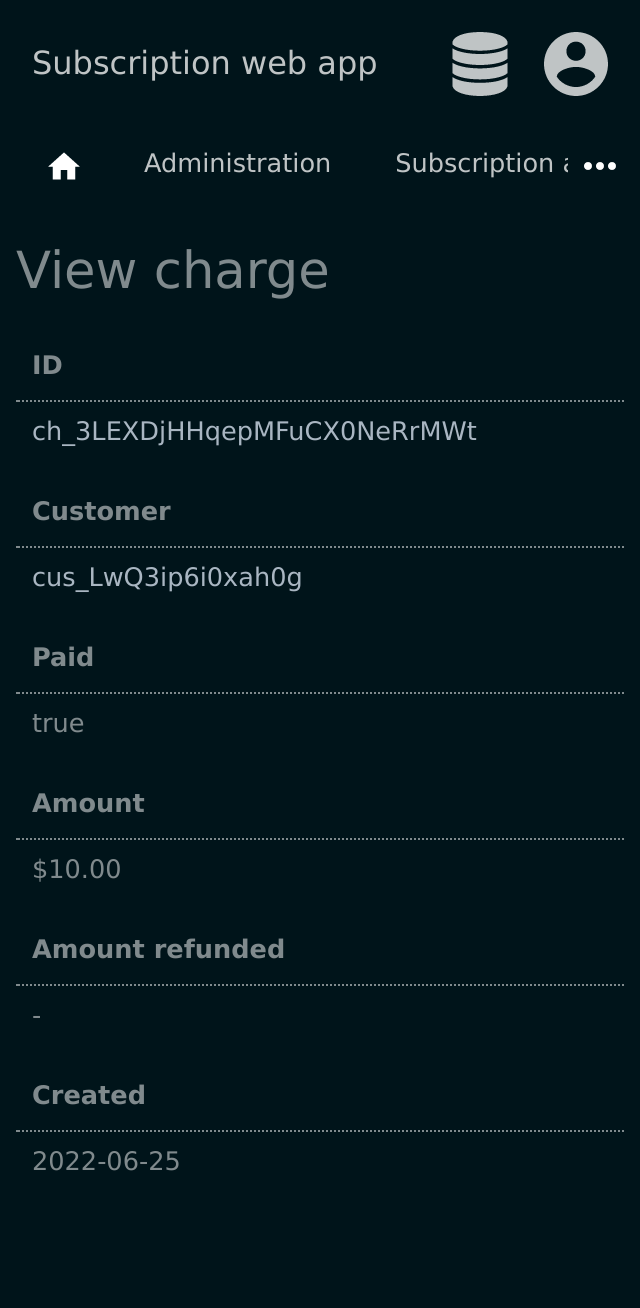 Subscription web app
Administration
Subscription
View charge
ID
ch_3LEXDjHHqepMFuCX0NeRrMWt
Customer
cus_LwQ3ip6i0xah0g
Paid
true
Amount
$10.00
Amount refunded
-
Created
2022-06-25